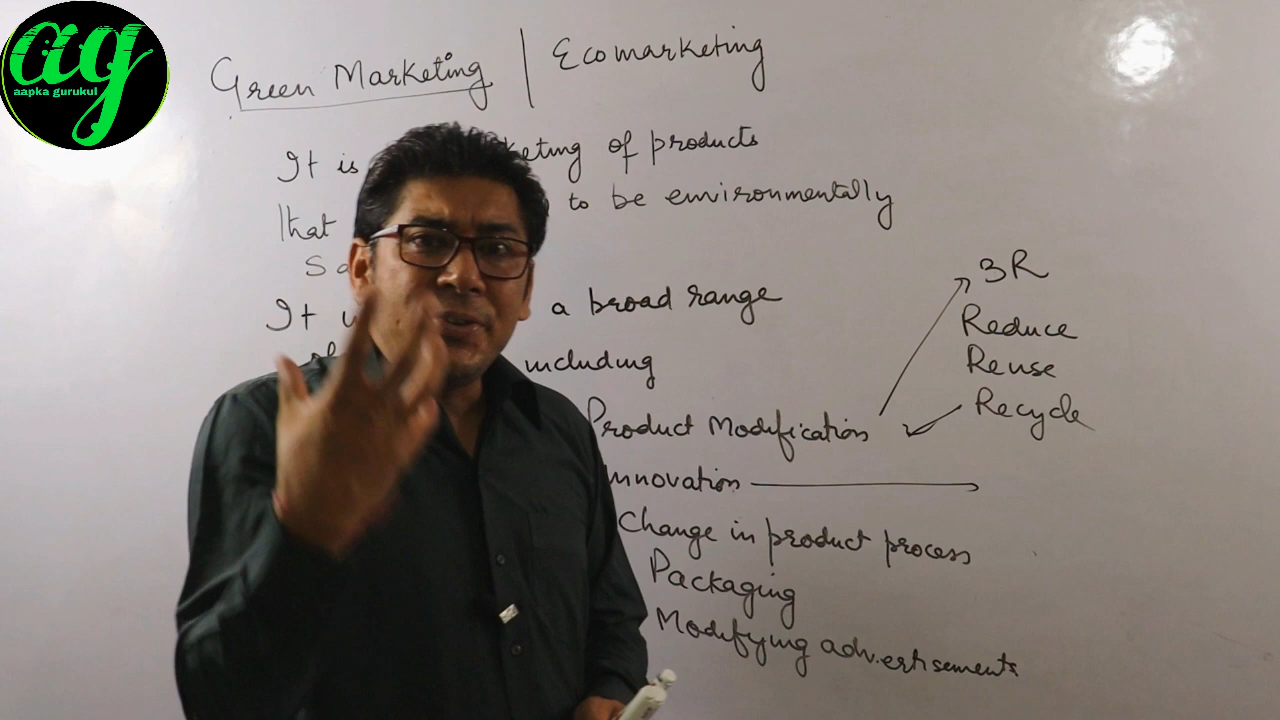 ag
aapka gurukul
Green Marketing | Ecomarketing
It is keting of products
that to be environmentally
Sa
It a broad range
including
Product Modification
Innovation
Change in product process
Packaging
Modifying advertisements
3R
Reduce
Reuse
Recycle